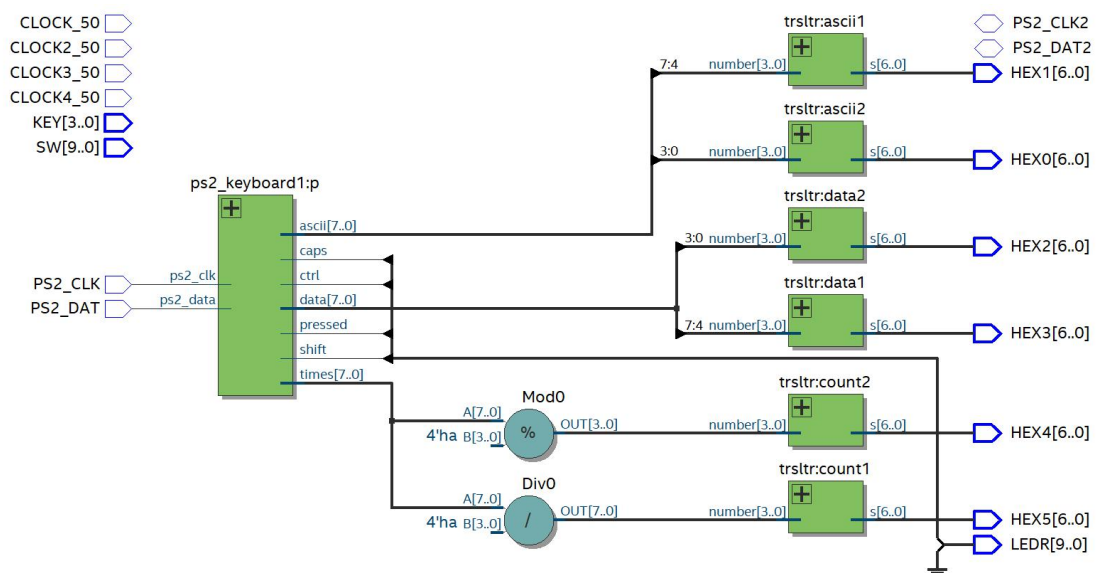 CLOCK_50
CLOCK2_50
CLOCK3_50
CLOCK4_50
KEY[3..0]
SW[9..0]
PS2_CLK
PS2_DAT
ps2_keyboard1:p
ps2_clk
ps2_data
ascii[7..0]
caps
ctrl
data[7..0]
pressed
shift
times[7..0]
Mod0
A[7..0]
4'ha B[3..0]
%
OUT[3..0]
Div0
A[7..0]
4'ha B[3..0]
/
OUT[7..0]
trsltr:ascii1
7:4 number[3..0] s[6..0]
trsltr:ascii2
3:0 number[3..0] s[6..0]
trsltr:data2
3:0 number[3..0] s[6..0]
trsltr:data1
7:4 number[3..0] s[6..0]
trsltr:count2
number[3..0] s[6..0]
trsltr:count1
number[3..0] s[6..0]
PS2_CLK2
PS2_DAT2
HEX1[6..0]
HEX0[6..0]
HEX2[6..0]
HEX3[6..0]
HEX4[6..0]
HEX5[6..0]
LEDR[9..0]